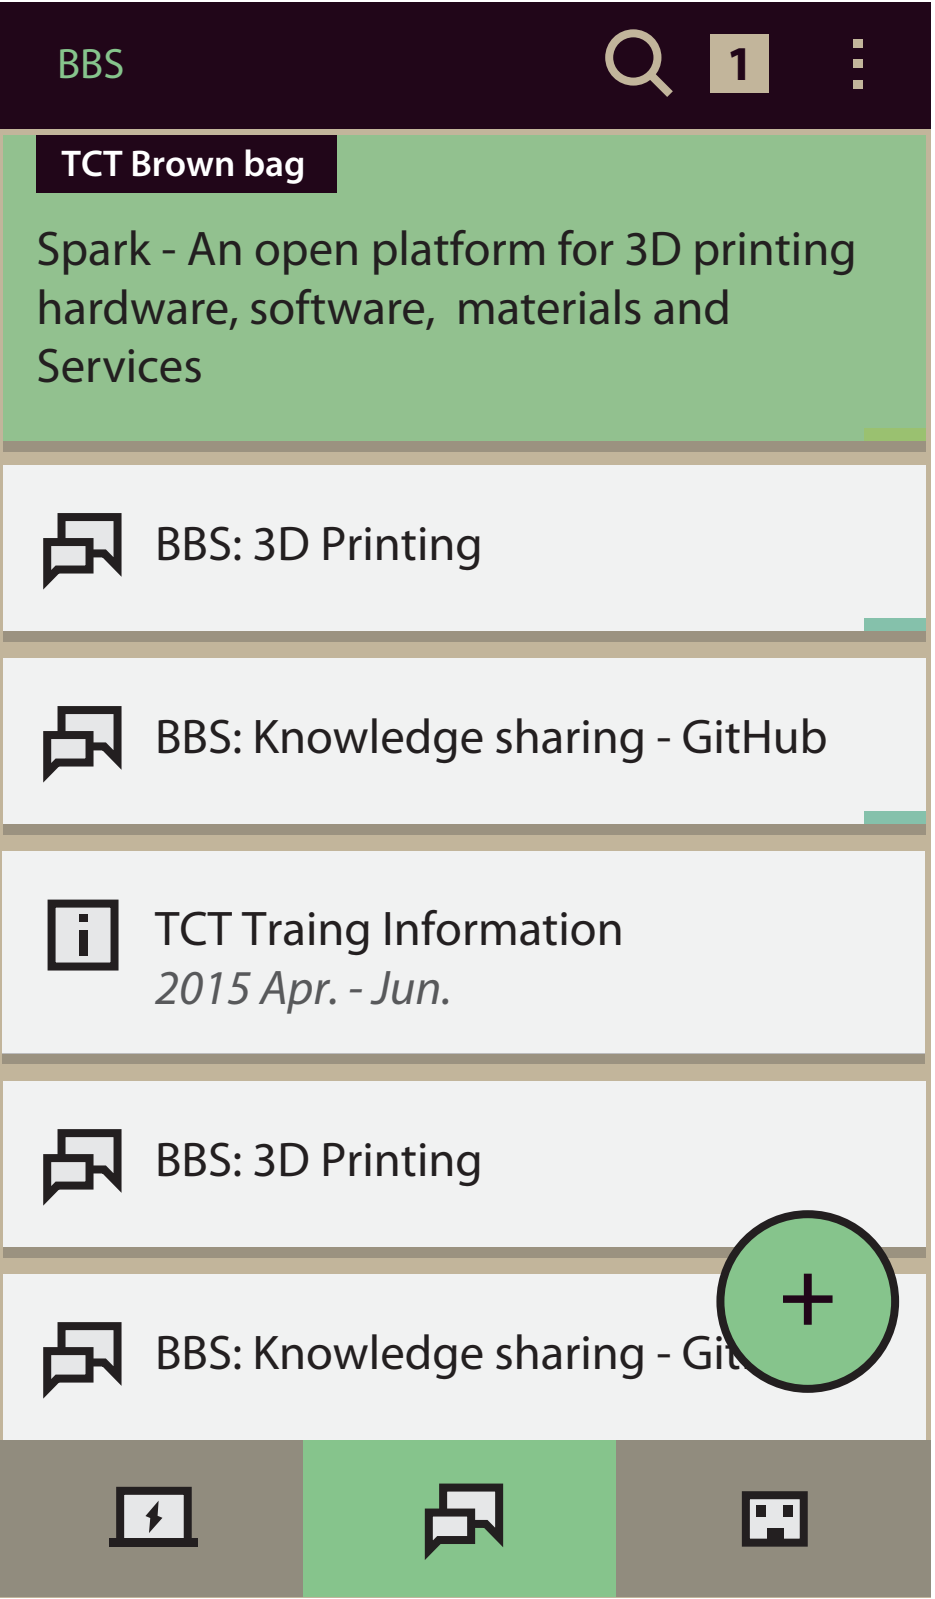 BBS
1
TCT Brown bag
Spark - An open platform for 3D printing
hardware, software,  materials and
Services
BBS: 3D Printing
BBS: Knowledge sharing - GitHub
TCT Traing Information
2015 Apr. - Jun.
BBS: 3D Printing
BBS: Knowledge sharing -